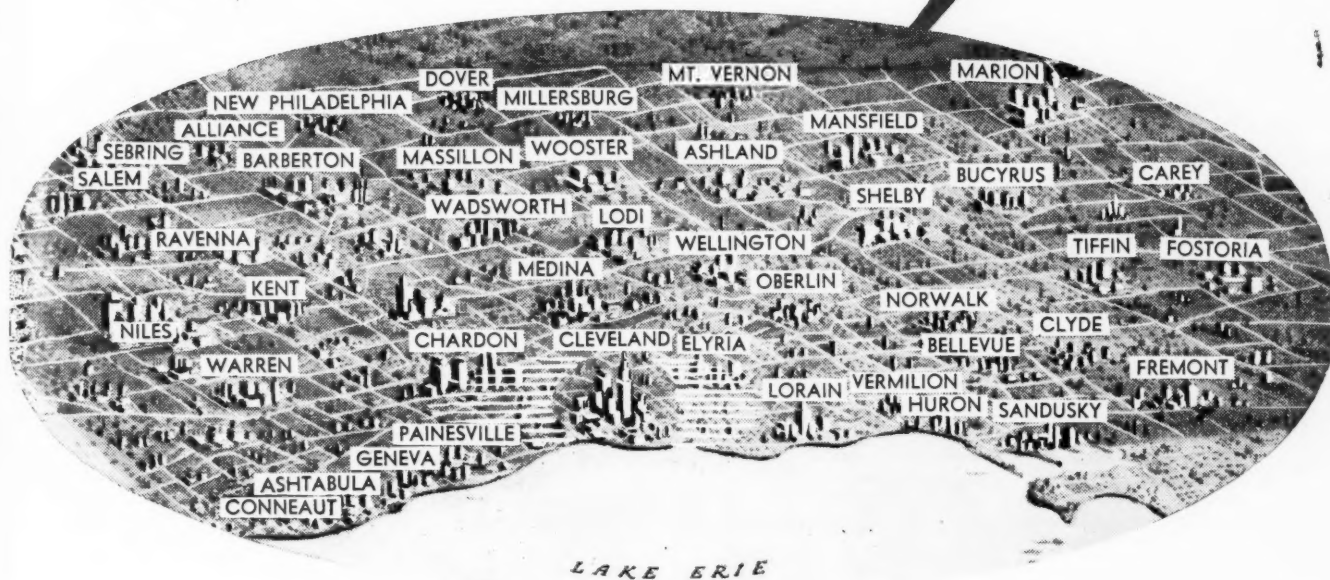 DOVER
MT. VERNON
MARION
NEW PHILADELPHIA
MILLERSBURG
ALLIANCE
MANSFIELD
SEBRING
BARBERTON
MASSILLON
WOOSTER
ASHLAND
SALEM
BUCYRUS
CAREY
WADSWORTH
LODI
SHELBY
RAVENNA
WELLINGTON
TIFFIN
FOSTORIA
MEDINA
OBERLIN
KENT
NORWALK
NILES
CLYDE
CHARDON
CLEVELAND
ELYRIA
BELLEVUE
WARREN
FREMONT
LORAIN
VERMILION
HURON
SANDUSKY
PAINESVILLE
GENEVA
ASHTABULA
CONNEAUT
LAKE ERIE